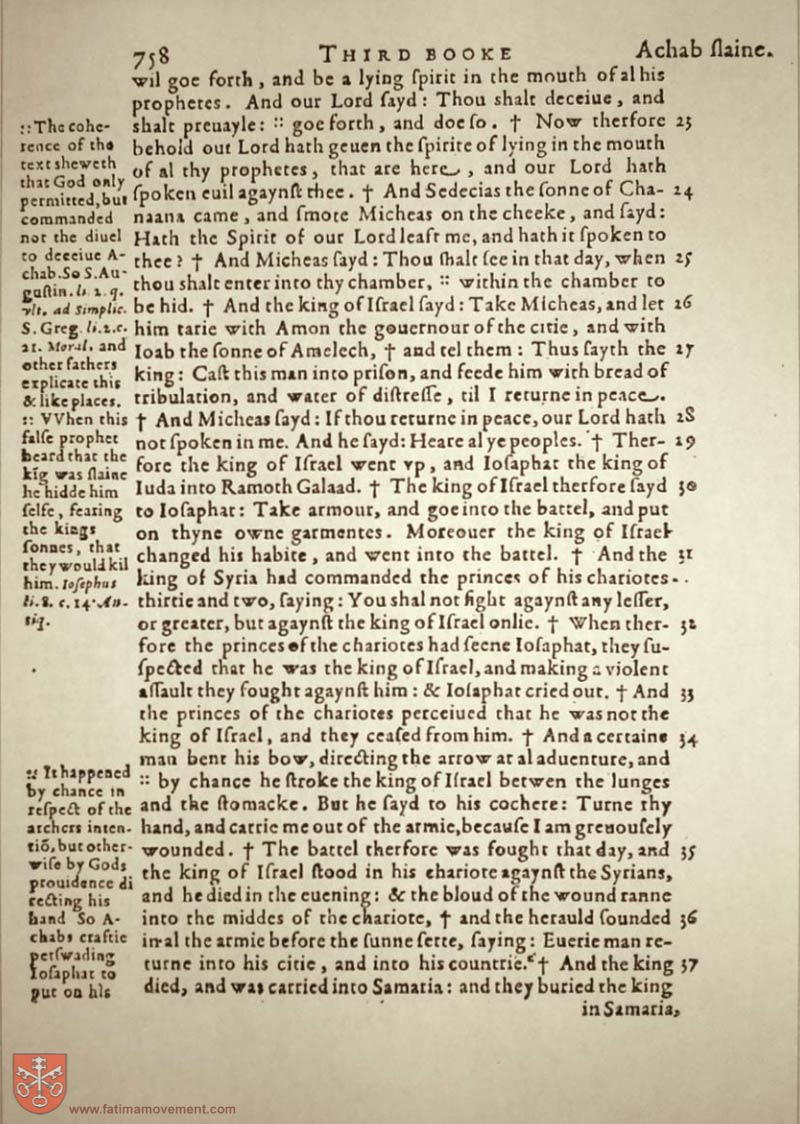 758 THIRD BOOKE Achab ſlaine.
wil goe forth, and be a lying ſpirit in the mouth of al his
prophetes. And our Lord ſayd: Thou shalt deceiue, and
shalt preuayle: :: goe forth, and doe ſo. † Now therfore 23
behold out Lord hath geuen the ſpirite of lying in the mouth
of al thy prophetes, that are here, and our Lord hath
ſpoken euil agaynſt thee. † And Sedecias the ſonne of Cha- 24
naana came, and ſmote Micheas on the cheeke, and ſayd:
Hath the Spirit of our Lord leaft me, and hath it ſpoken to
thee? † And Micheas ſayd: Thou ſhalt ſee in that day, when 25
thou shalt enter into thy chamber, :: within the chamber to
be hid. † And the king of Iſrael ſayd: Take Micheas, and let 26
him tarie with Amon the gouernour of the citie, and with
Ioab the ſonne of Amelech, † and tel them: Thus ſayth the 27
king: Caſt this man into priſon, and feede him with bread of
tribulation, and water of diſtreſſe, til I returne in peace.
† And Micheas ſayd: If thou returne in peace, our Lord hath 28
not ſpoken in me. And he ſayd: Heare al ye peoples. † Ther- 29
fore the king of Iſrael went vp, and Ioſaphat the king of
Iuda into Ramoth Galaad. † The king of Iſrael therfore ſayd 30
to Ioſaphat: Take armour, and goe into the battel, and put
on thyne owne garmentes. Moreouer the king of Iſrael
changed his habite, and went into the battel. † And the 31
king of Syria had commanded the princes of his chariotes
thirtie and two, ſaying: You shal not fight agaynſt any leſſer,
or greater, but agaynſt the king of Iſrael onlie. † When ther- 32
fore the princes of the chariotes had ſeene Ioſaphat, they ſu-
ſpected that he was the king of Iſrael, and making a violent
aſſault they fought agaynſt him: & Ioſaphat cried out. † And 33
the princes of the chariotes perceiued that he was not the
king of Iſrael, and they ceaſed from him. † And a certaine 34
man bent his bow, directing the arrow at al aduenture, and
:: by chance he ſtroke the king of Iſrael betwen the lunges
and the ſtomacke. But he ſayd to his cochere: Turne thy
hand, and carrie me out of the armie, becauſe I am greuouſely
wounded. † The battel therfore was fought that day, and 35
the king of Iſrael ſtood in his chariote agaynſt the Syrians,
and he died in the euening: & the bloud of the wound ranne
into the middes of the chariote, † and the herauld ſounded 36
in al the armie before the ſunne ſette, ſaying: Euerie man re-
turne into his citie, and into his countrie. † And the king 37
died, and was carried into Samaria: and they buried the king
in Samaria,
:: The cohe-
rence of the
text sheweth
that God only
permitted, but
commanded
not the diuel
to deceiue A-
chab. So S. Au-
guſtin. li. 2. q.
vlt. ad Simplic.
S. Greg. li. 2. c.
21. Moral. and
other fathers
explicate this
& like places.
:: VVhen this
falſe prophet
heard that the
kīg was ſlaine
he hidde him
ſelfe, fearing
the kings
ſonnes, that
they would kil
him. Ioſephus
li. 8. c. 14. An-
tiq.
:: It happened
by chance in
reſpect of the
archers inten-
tiō, but other-
wiſe by Gods
prouidence di
recting his
hand So A-
chabs craftie
perſwading
Ioſaphat to
put on his
www.fatimamovement.com